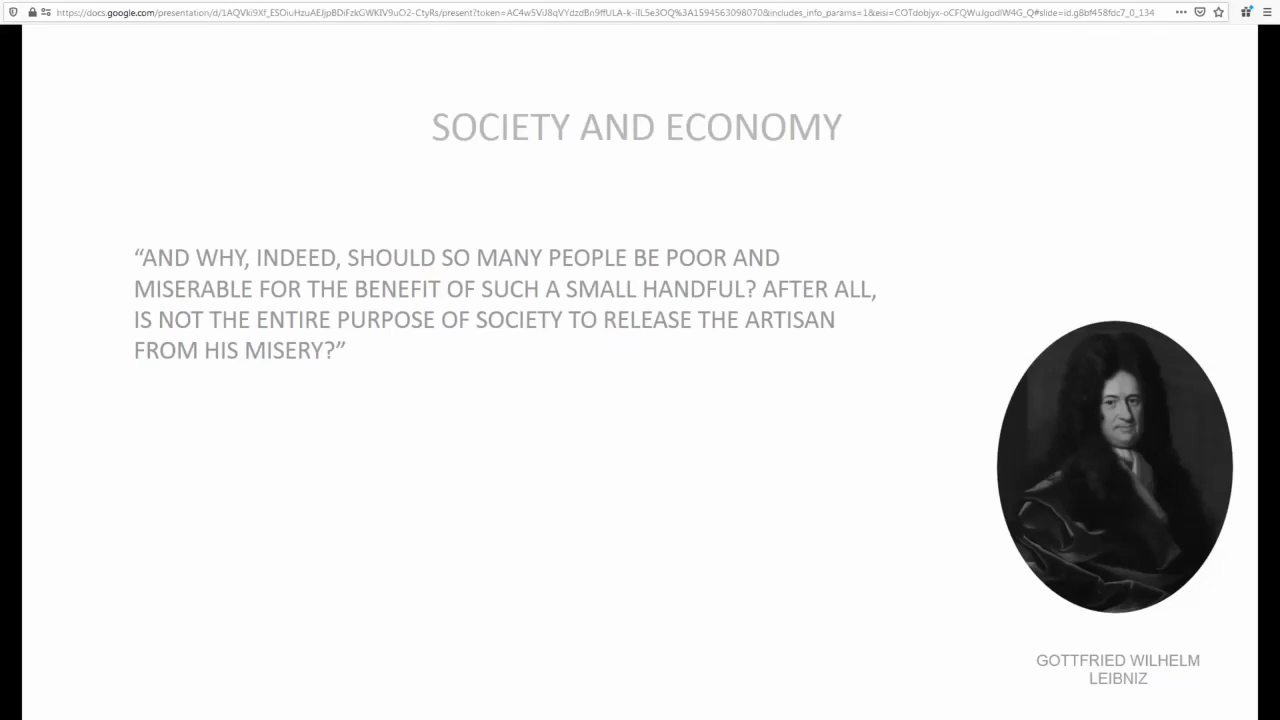 SOCIETY AND ECONOMY
“AND WHY, INDEED, SHOULD SO MANY PEOPLE BE POOR AND
MISERABLE FOR THE BENEFIT OF SUCH A SMALL HANDFUL? AFTER ALL,
IS NOT THE ENTIRE PURPOSE OF SOCIETY TO RELEASE THE ARTISAN
FROM HIS MISERY?”
GOTTFRIED WILHELM
LEIBNIZ